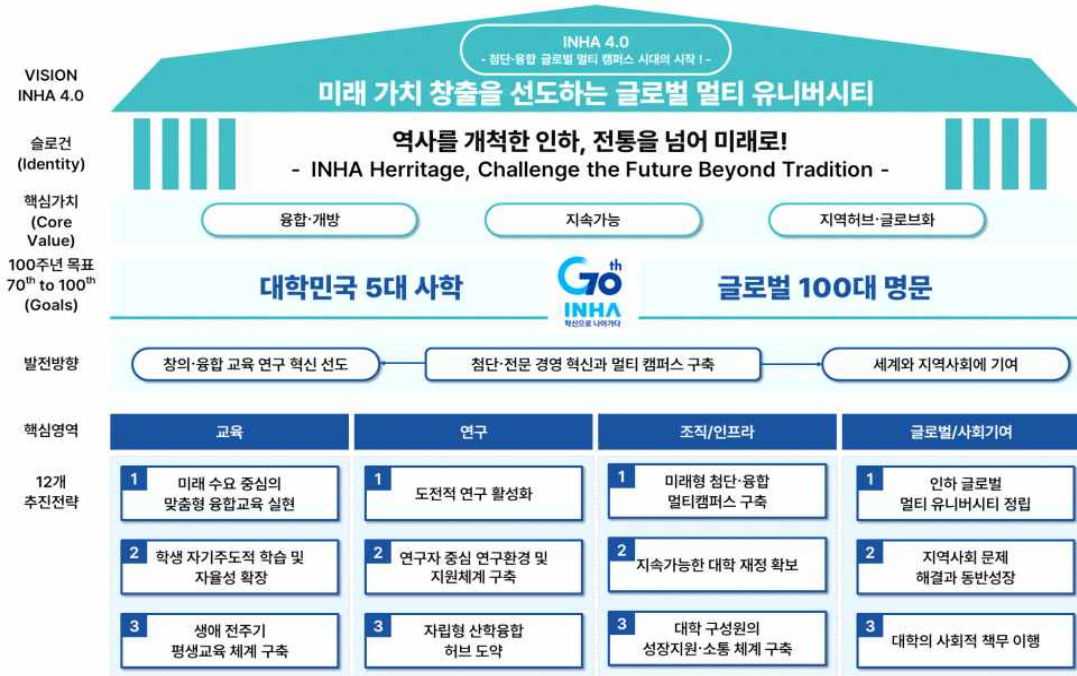 INHA 4.0
- 첨단·융합 글로벌 멀티 캠퍼스 시대의 시작 ! -
VISION
INHA 4.0
미래 가치 창출을 선도하는 글로벌 멀티 유니버시티
슬로건
(Identity)
역사를 개척한 인하, 전통을 넘어 미래로!
- INHA Herritage, Challenge the Future Beyond Tradition -
핵심가치
(Core
Value)
융합·개방
지속가능
지역허브·글로브화
100주년 목표
70th to 100th
(Goals)
대학민국 5대 사학
70th
INHA
혁신으로 나아가다
글로벌 100대 명문
발전방향
창의·융합 교육 연구 혁신 선도
첨단·전문 경영 혁신과 멀티 캠퍼스 구축
세계와 지역사회에 기여
핵심영역
교육
연구
조직/인프라
글로벌/사회기여
12개
추진전략
1
미래 수요 중심의
맞춤형 융합교육 실현
1
도전적 연구 활성화
1
미래형 첨단·융합
멀티캠퍼스 구축
1
인하 글로벌
멀티 유니버시티 정립
2
학생 자기주도적 학습 및
자율성 확장
2
연구자 중심 연구환경 및
지원체계 구축
2
지속가능한 대학 재정 확보
2
지역사회 문제
해결과 동반성장
3
생애 전주기
평생교육 체계 구축
3
자립형 산학융합
허브 도약
3
대학 구성원의
성장지원·소통 체계 구축
3
대학의 사회적 책무 이행